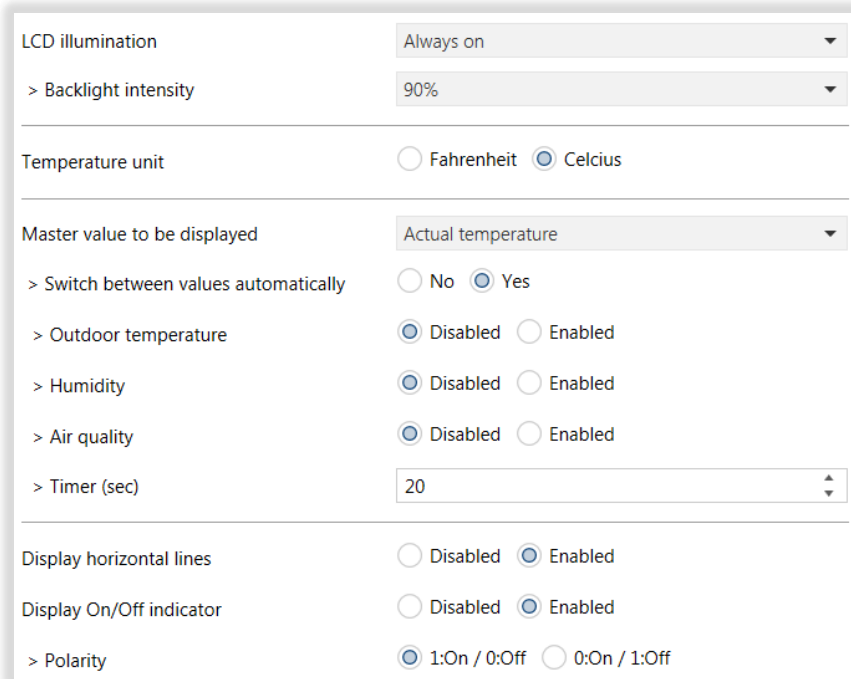 LCD illumination Always on
> Backlight intensity 90%
Temperature unit Fahrenheit Celcius
Master value to be displayed Actual temperature
> Switch between values automatically No Yes
> Outdoor temperature Disabled Enabled
> Humidity Disabled Enabled
> Air quality Disabled Enabled
> Timer (sec) 20
Display horizontal lines Disabled Enabled
Display On/Off indicator Disabled Enabled
> Polarity 1:On / 0:Off 0:On / 1:Off